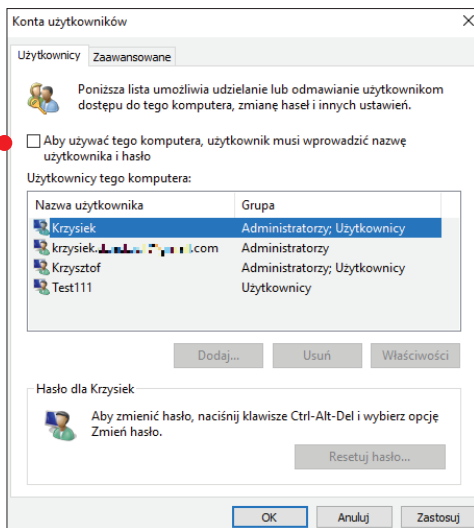 Konta użytkowników
Użytkownicy Zaawansowane
Poniższa lista umożliwia udzielanie lub odmawianie użytkownikom
dostępu do tego komputera, zmianę haseł i innych ustawień.
Aby używać tego komputera, użytkownik musi wprowadzić nazwę
użytkownika i hasło
Użytkownicy tego komputera:
Nazwa użytkownika Grupa
Krzysiek Administratorzy; Użytkownicy
krzysiek. .com Administratorzy
Krzysztof Administratorzy; Użytkownicy
Test111 Użytkownicy
Dodaj... Usuń Właściwości
Hasło dla Krzysiek
Aby zmienić hasło, naciśnij klawisze Ctrl-Alt-Del i wybierz opcję
Zmień hasło.
Resetuj hasło...
OK Anuluj Zastosuj